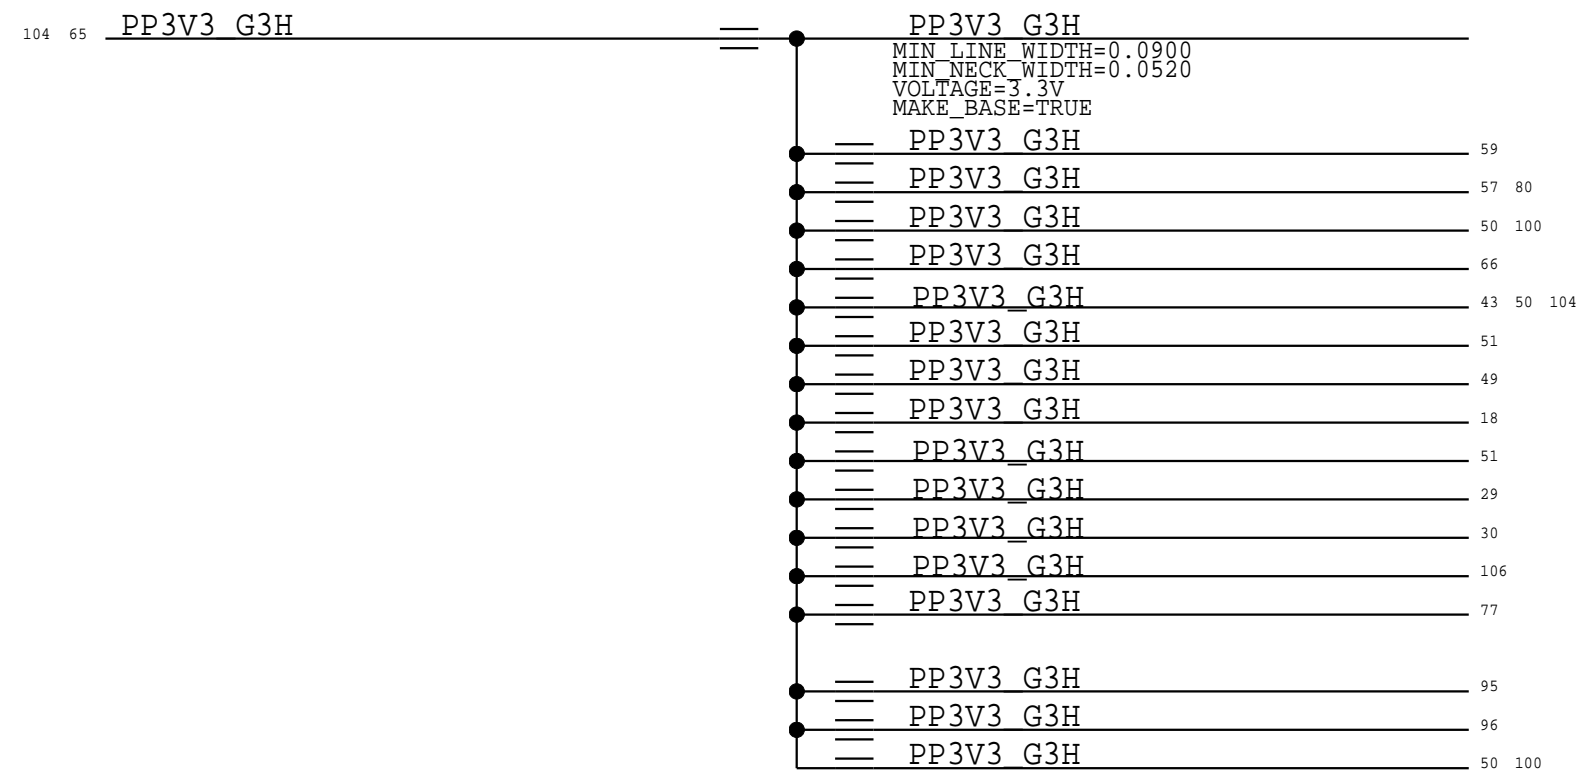 104 65 PP3V3_G3H PP3V3_G3H
MIN_LINE_WIDTH=0.0900
MIN_NECK_WIDTH=0.0520
VOLTAGE=3.3V
MAKE_BASE=TRUE
PP3V3_G3H 59
PP3V3_G3H 57 80
PP3V3_G3H 50 100
PP3V3_G3H 66
PP3V3_G3H 43 50 104
PP3V3_G3H 51
PP3V3_G3H 49
PP3V3_G3H 18
PP3V3_G3H 51
PP3V3_G3H 29
PP3V3_G3H 30
PP3V3_G3H 106
PP3V3_G3H 77
PP3V3_G3H 95
PP3V3_G3H 96
PP3V3_G3H 50 100